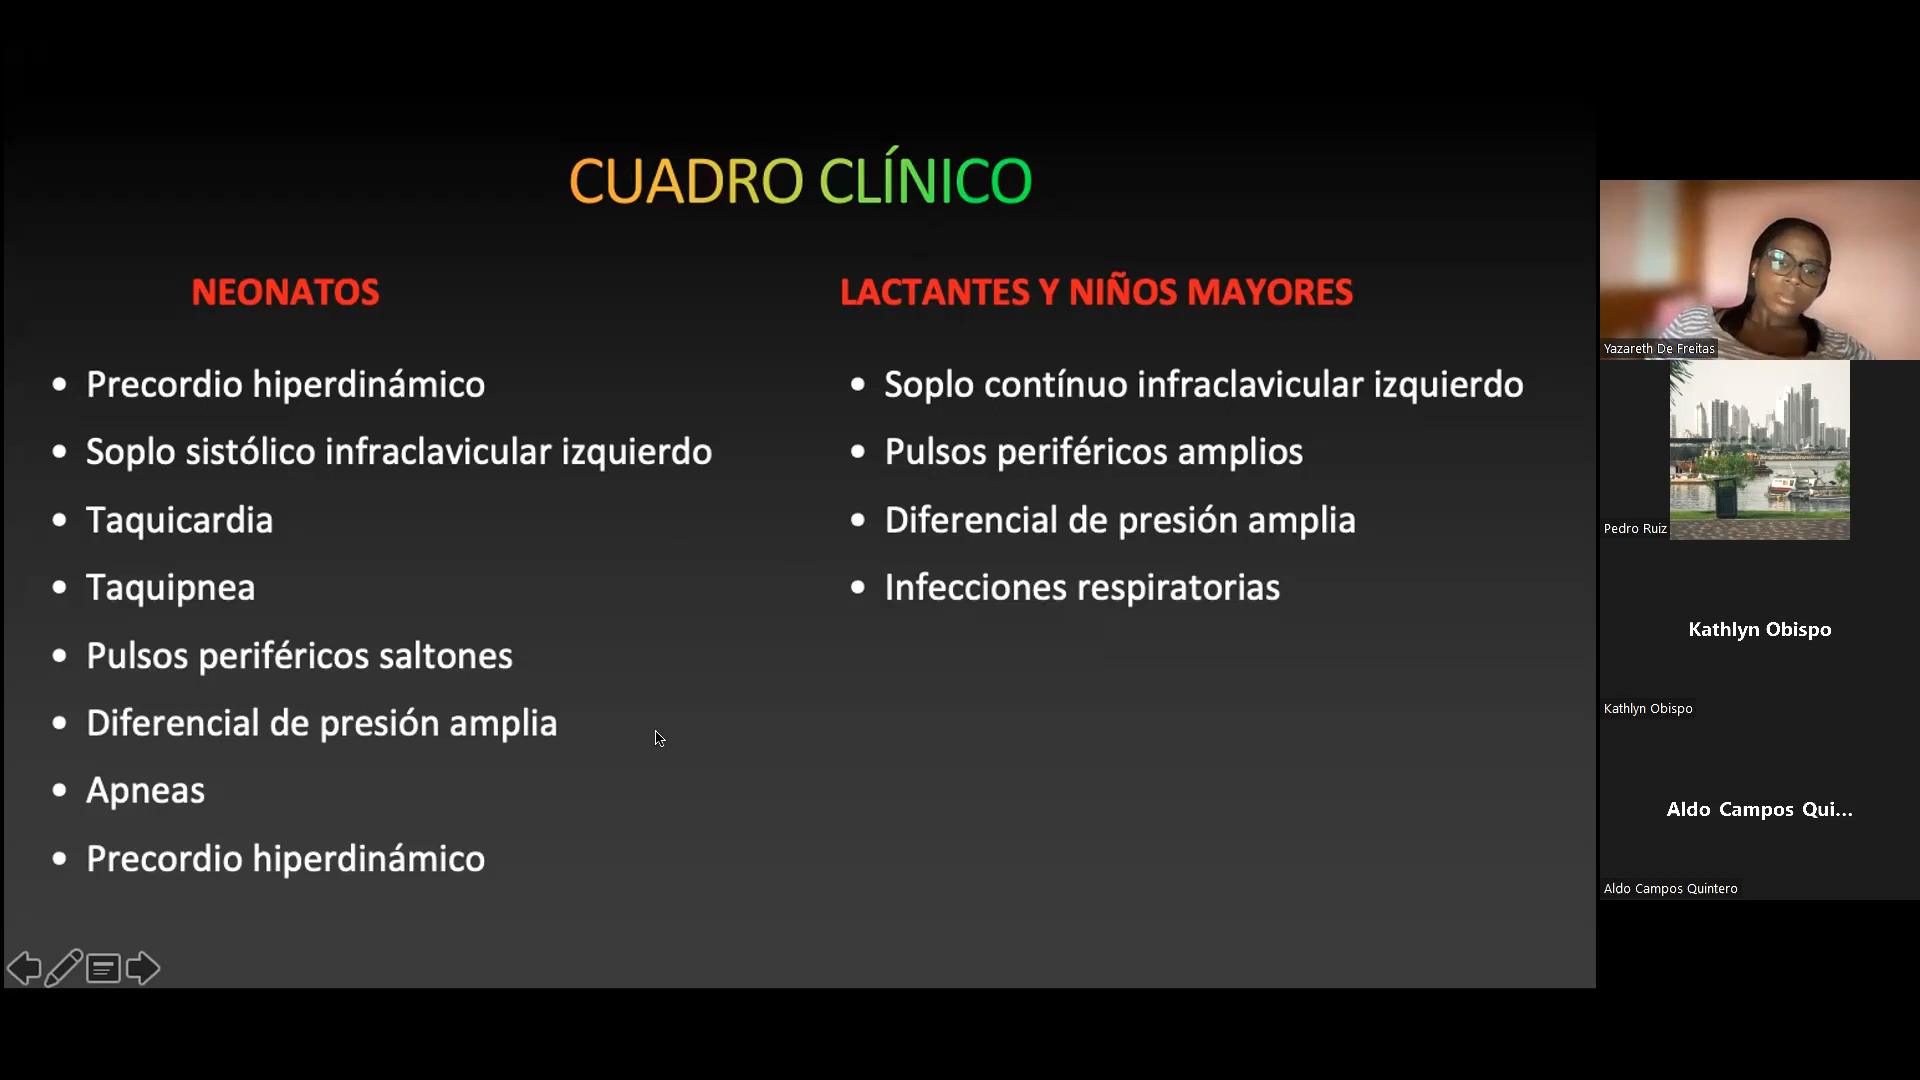 CUADRO CLÍNICO
NEONATOS
• Precordio hiperdinámico
• Soplo sistólico infraclavicular izquierdo
• Taquicardia
• Taquipnea
• Pulsos periféricos saltones
• Diferencial de presión amplia
• Apneas
• Precordio hiperdinámico
LACTANTES Y NIÑOS MAYORES
• Soplo contínuo infraclavicular izquierdo
• Pulsos periféricos amplios
• Diferencial de presión amplia
• Infecciones respiratorias
Yazareth De Freitas
Pedro Ruiz
Kathlyn Obispo
Kathlyn Obispo
Aldo Campos Qui...
Aldo Campos Quintero